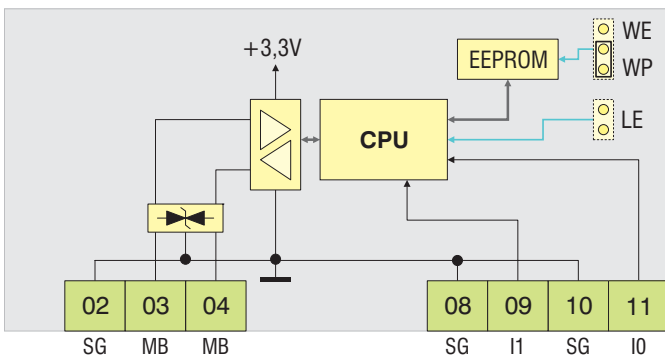 WE
+3,3V
EEPROM
WP
LE
CPU
02 03 04 08 09 10 11
SG MB MB SG I1 SG I0